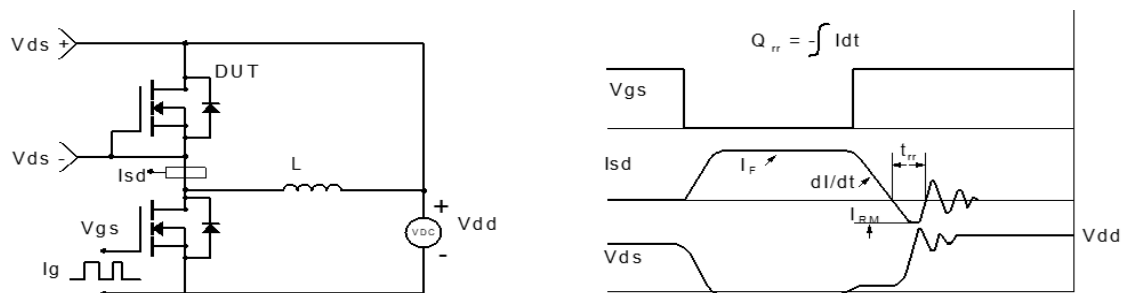 Vds +
DUT
Vds -
Isd
L
Vgs
Ig
VDC
+
Vdd
-
Q rr = -∫ Idt
Vgs
Isd
I F
dI/dt
t rr
I RM
Vds
Vdd